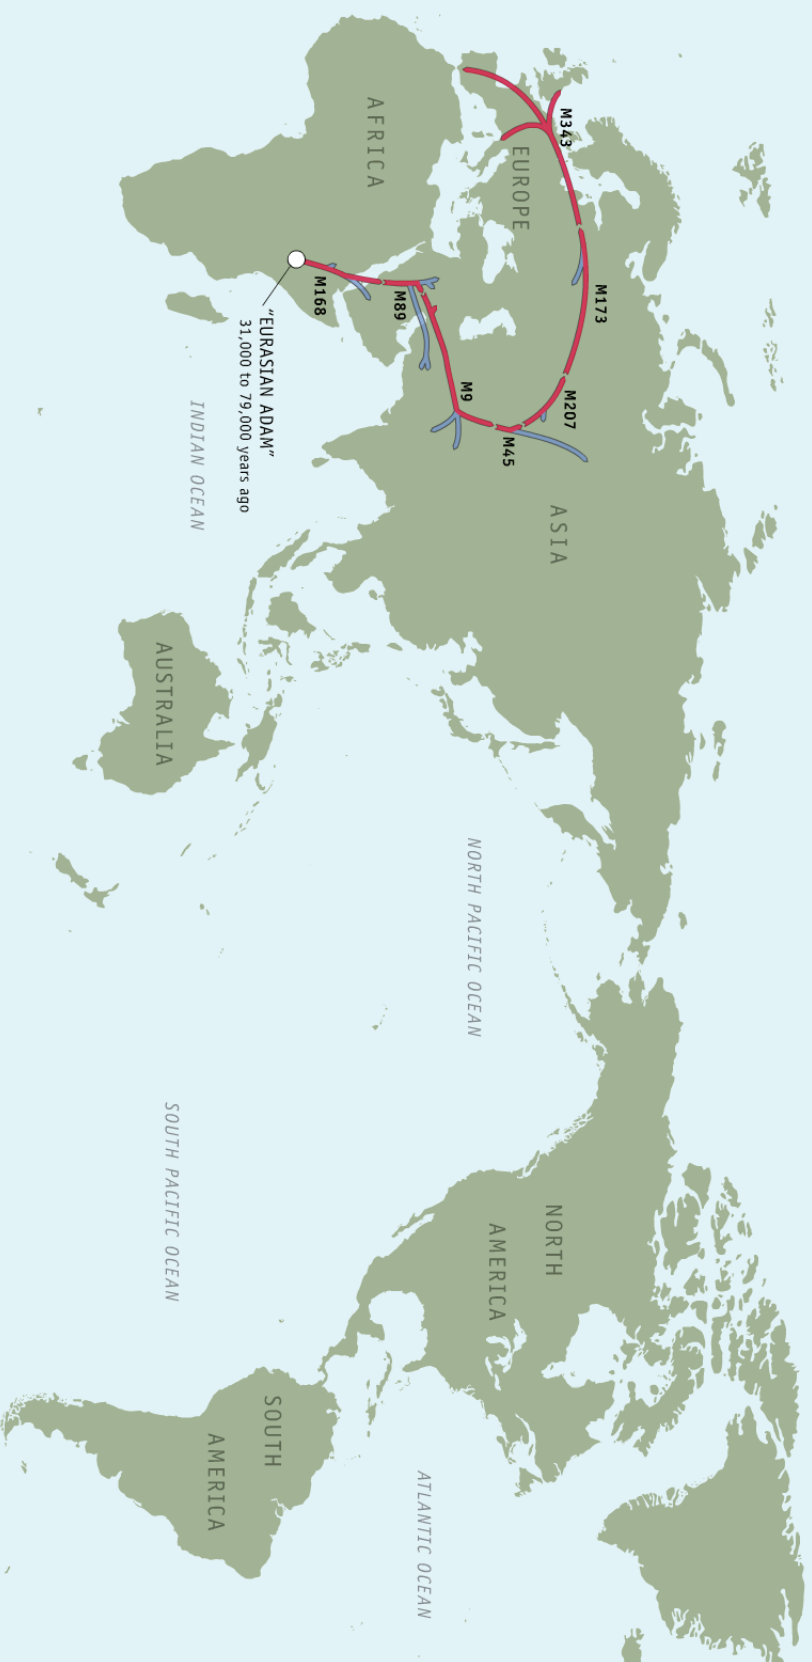 AFRICA
EUROPE
ASIA
M343
M173
M207
M45
M9
M89
M168
"EURASIAN ADAM"
31,000 to 79,000 years ago
INDIAN OCEAN
AUSTRALIA
NORTH PACIFIC OCEAN
SOUTH PACIFIC OCEAN
NORTH
AMERICA
SOUTH
AMERICA
ATLANTIC OCEAN